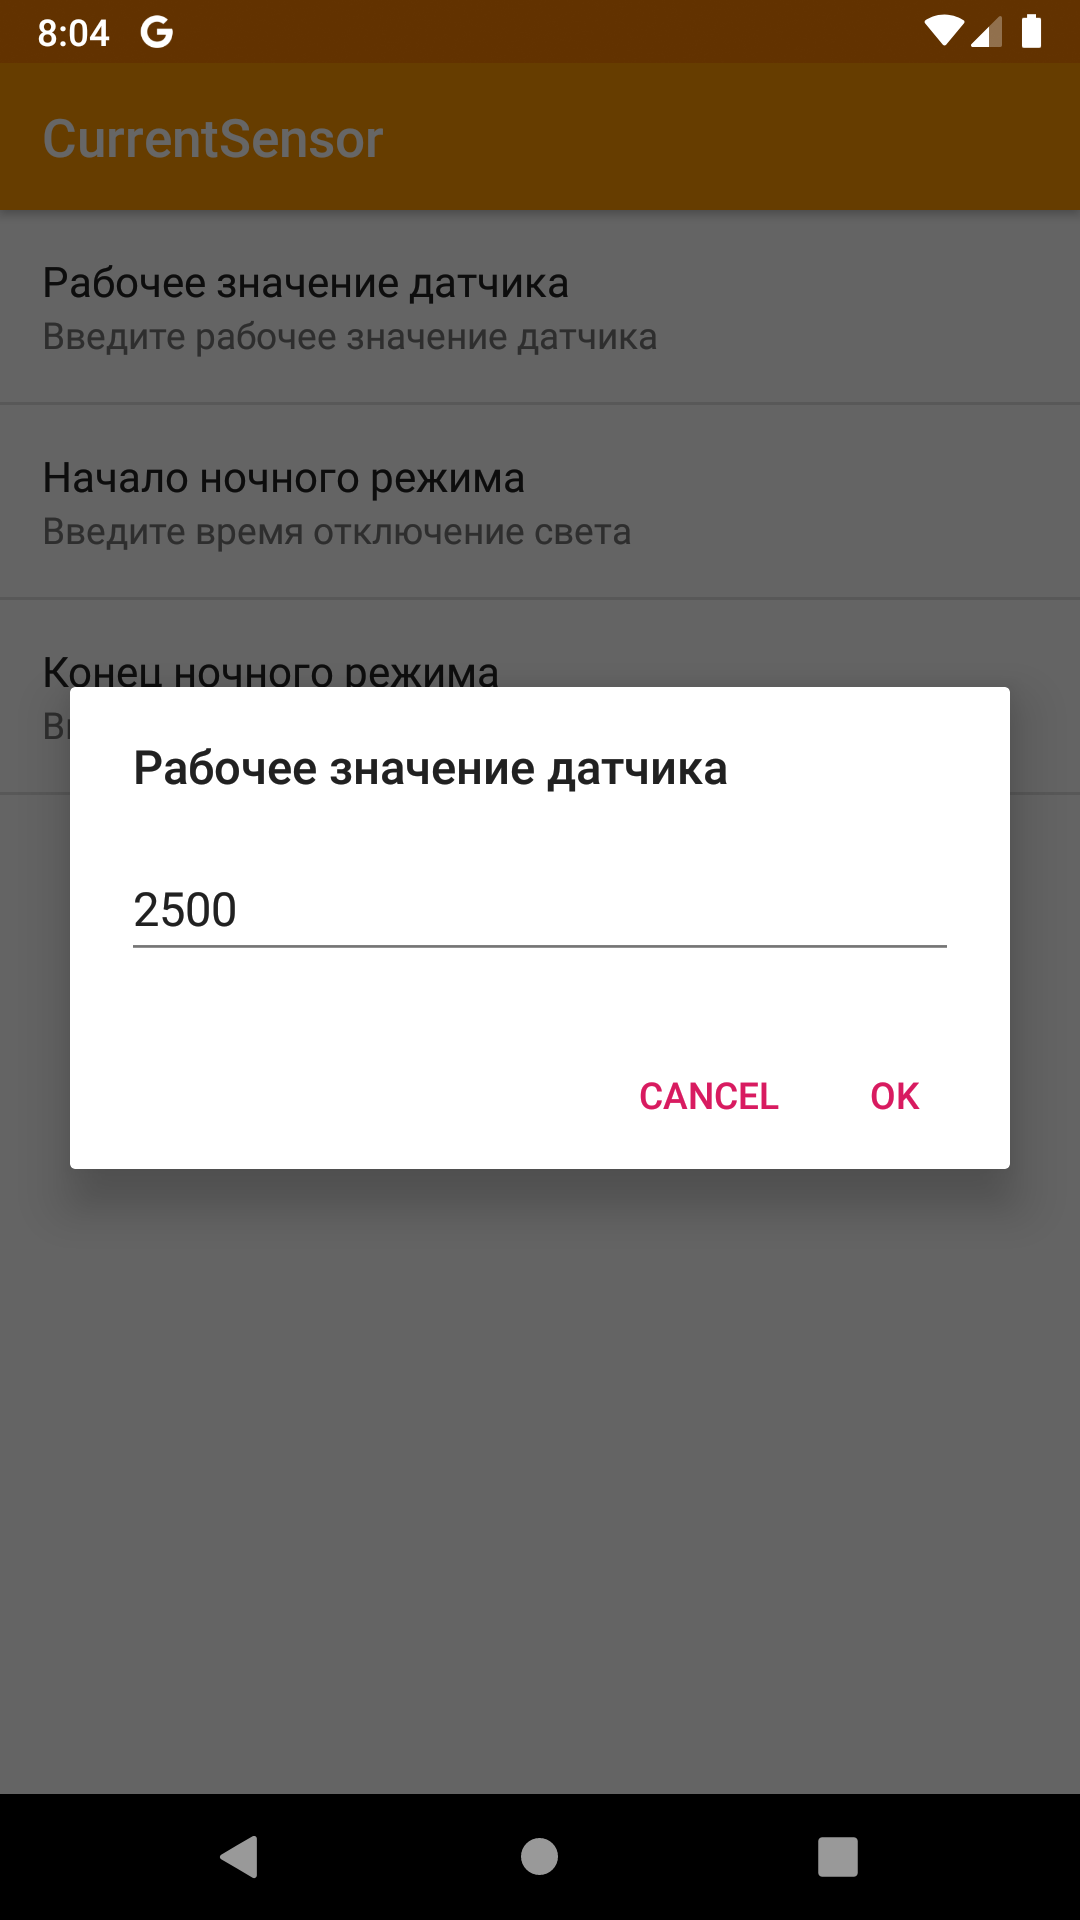 8:04 G
CurrentSensor
Рабочее значение датчика
Введите рабочее значение датчика
Начало ночного режима
Введите время отключение света
Конец ночного режима
Рабочее значение датчика
2500
CANCEL OK